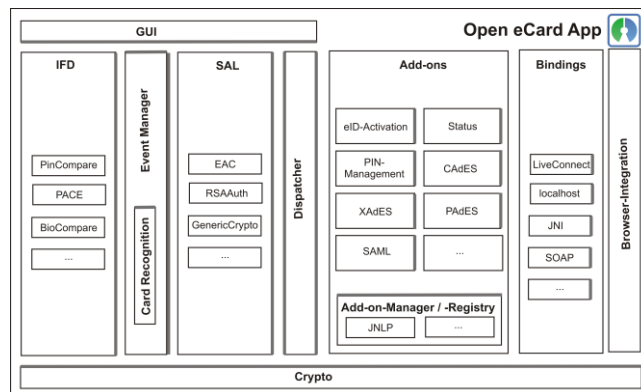 GUI
Open eCard App
IFD
PinCompare
PACE
BioCompare
...
Event Manager
Card Recognition
SAL
EAC
RSAAuth
GenericCrypto
...
Dispatcher
Add-ons
eID-Activation
Status
PIN-
Management
CAdES
XAdES
PAdES
SAML
...
Add-on-Manager / -Registry
JNLP
...
Bindings
LiveConnect
localhost
JNI
SOAP
...
Browser-Integration
Crypto